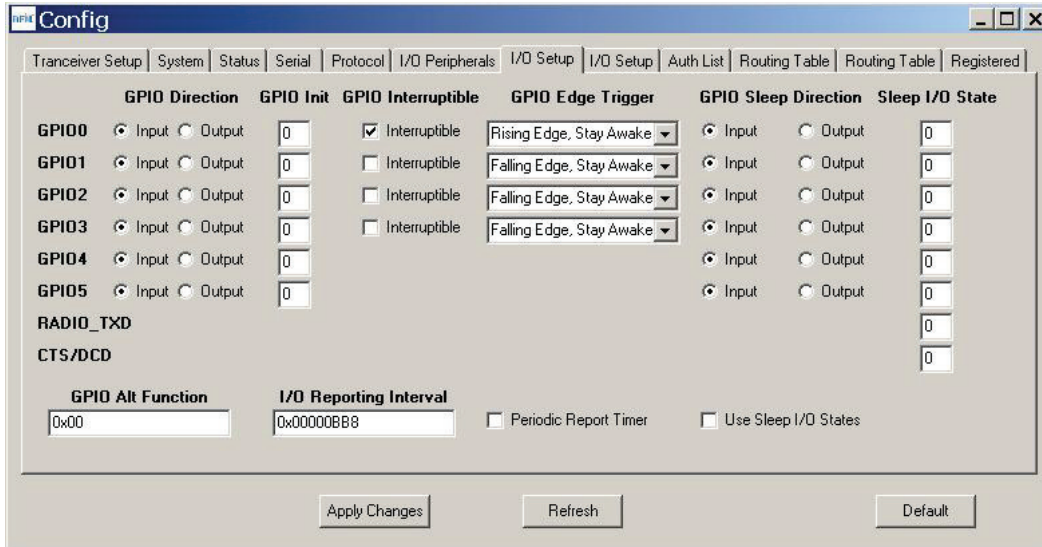 Config
Tranceiver Setup System Status Serial Protocol I/O Peripherals I/O Setup I/O Setup Auth List Routing Table Routing Table Registered
GPIO Direction GPIO Init GPIO Interruptible GPIO Edge Trigger GPIO Sleep Direction Sleep I/O State
GPIO0 Input Output 0 Interruptible Rising Edge, Stay Awake Input Output 0
GPIO1 Input Output 0 Interruptible Falling Edge, Stay Awake Input Output 0
GPIO2 Input Output 0 Interruptible Falling Edge, Stay Awake Input Output 0
GPIO3 Input Output 0 Interruptible Falling Edge, Stay Awake Input Output 0
GPIO4 Input Output 0 Input Output 0
GPIO5 Input Output 0 Input Output 0
RADIO_TXD 0
CTS/DCD 0
GPIO Alt Function I/O Reporting Interval
0x00 0x00000BB8 Periodic Report Timer Use Sleep I/O States
Apply Changes Refresh Default